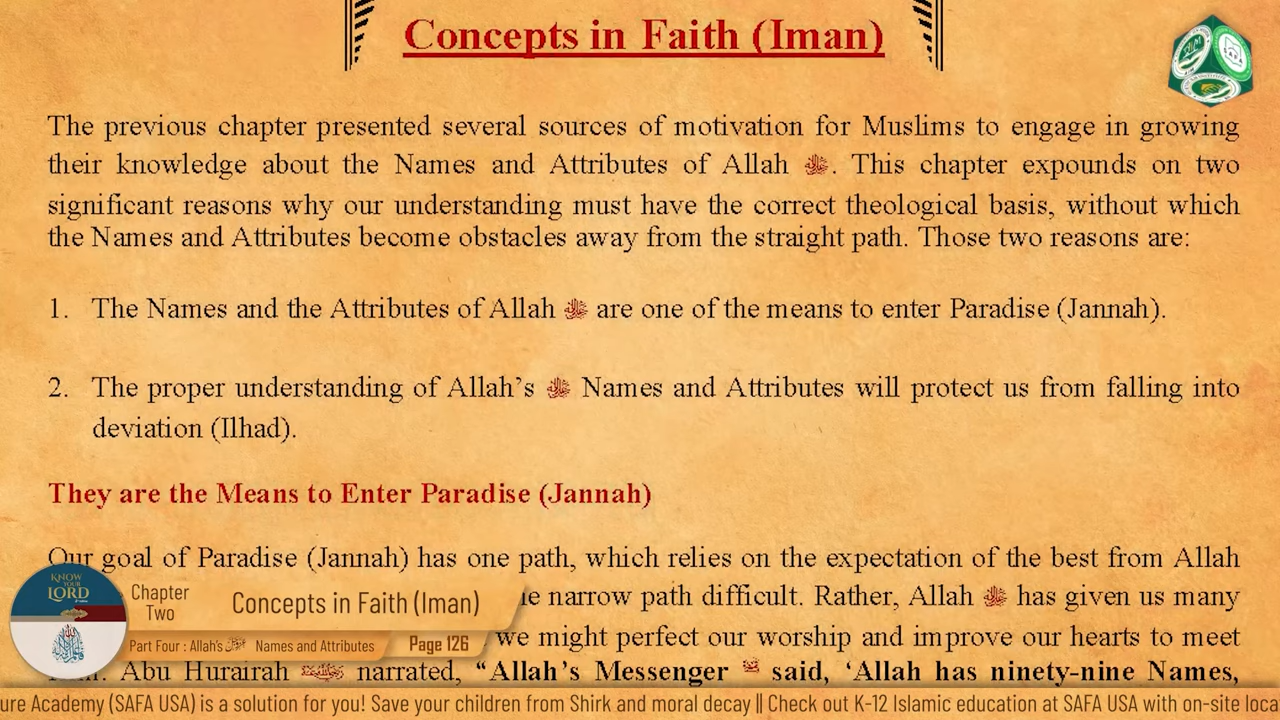 Concepts in Faith (Iman)
The previous chapter presented several sources of motivation for Muslims to engage in growing
their knowledge about the Names and Attributes of Allah ﷻ. This chapter expounds on two
significant reasons why our understanding must have the correct theological basis, without which
the Names and Attributes become obstacles away from the straight path. Those two reasons are:
1. The Names and the Attributes of Allah ﷻ are one of the means to enter Paradise (Jannah).
2. The proper understanding of Allah’s ﷻ Names and Attributes will protect us from falling into
deviation (Ilhad).
They are the Means to Enter Paradise (Jannah)
Our goal of Paradise (Jannah) has one path, which relies on the expectation of the best from Allah
narrow path difficult. Rather, Allah ﷻ has given us many
we might perfect our worship and improve our hearts to meet
Abu Hurairah narrated, “Allah’s Messenger ﷺ said, ‘Allah has ninety-nine Names,
KNOW
YOUR
LORD
Chapter
Two
Concepts in Faith (Iman)
Part Four : Allah's ﷻ Names and Attributes
Page 126
ure Academy (SAFA USA) is a solution for you! Save your children from Shirk and moral decay || Check out K-12 Islamic education at SAFA USA with on-site loca